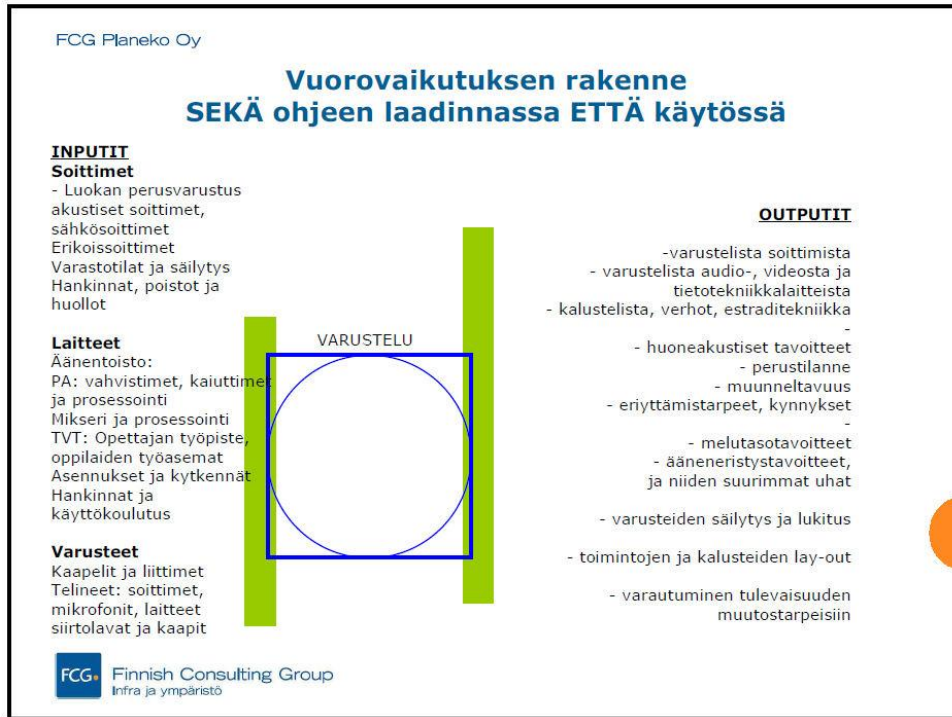 FCG Planeko Oy
Vuorovaikutuksen rakenne
SEKÄ ohjeen laadinnassa ETTÄ käytössä
INPUTIT
Soittimet
- Luokan perusvarustus
akustiset soittimet,
sähkösoittimet
Erikoissoittimet
Varastotilat ja säilytys
Hankinnat, poistot ja
huollot
Laitteet
Äänentoisto:
PA: vahvistimet, kaiuttimet
ja prosessointi
Mikseri ja prosessointi
TVT: Opettajan työpiste,
oppilaiden työasemat
Asennukset ja kytkennät
Hankinnat ja
käyttökoulutus
Varusteet
Kaapelit ja liittimet
Telineet: soittimet,
mikrofonit, laitteet
siirtolavat ja kaapit
VARUSTELU
OUTPUTIT
-varustelista soittimista
- varustelista audio-, videosta ja
tietotekniikkalaitteista
- kalustelista, verhot, estraditekniikka
-
- huoneakustiset tavoitteet
- perustilanne
- muunneltavuus
- eriyttämistarpeet, kynnykset
-
- melutasotavoitteet
- ääneneristystavoitteet,
ja niiden suurimmat uhat
- varusteiden säilytys ja lukitus
- toimintojen ja kalusteiden lay-out
- varautuminen tulevaisuuden
muutostarpeisiin
FCG. Finnish Consulting Group
Infra ja ympäristö